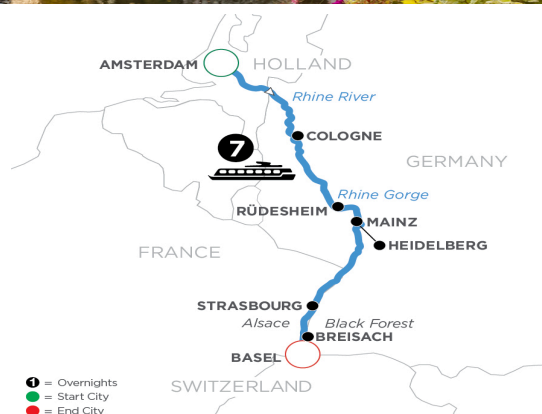 AMSTERDAM
HOLLAND
Rhine River
COLOGNE
7
GERMANY
Rhine Gorge
RÜDESHEIM
MAINZ
HEIDELBERG
FRANCE
STRASBOURG
Alsace
Black Forest
BREISACH
BASEL
SWITZERLAND
1 = Overnights
= Start City
= End City